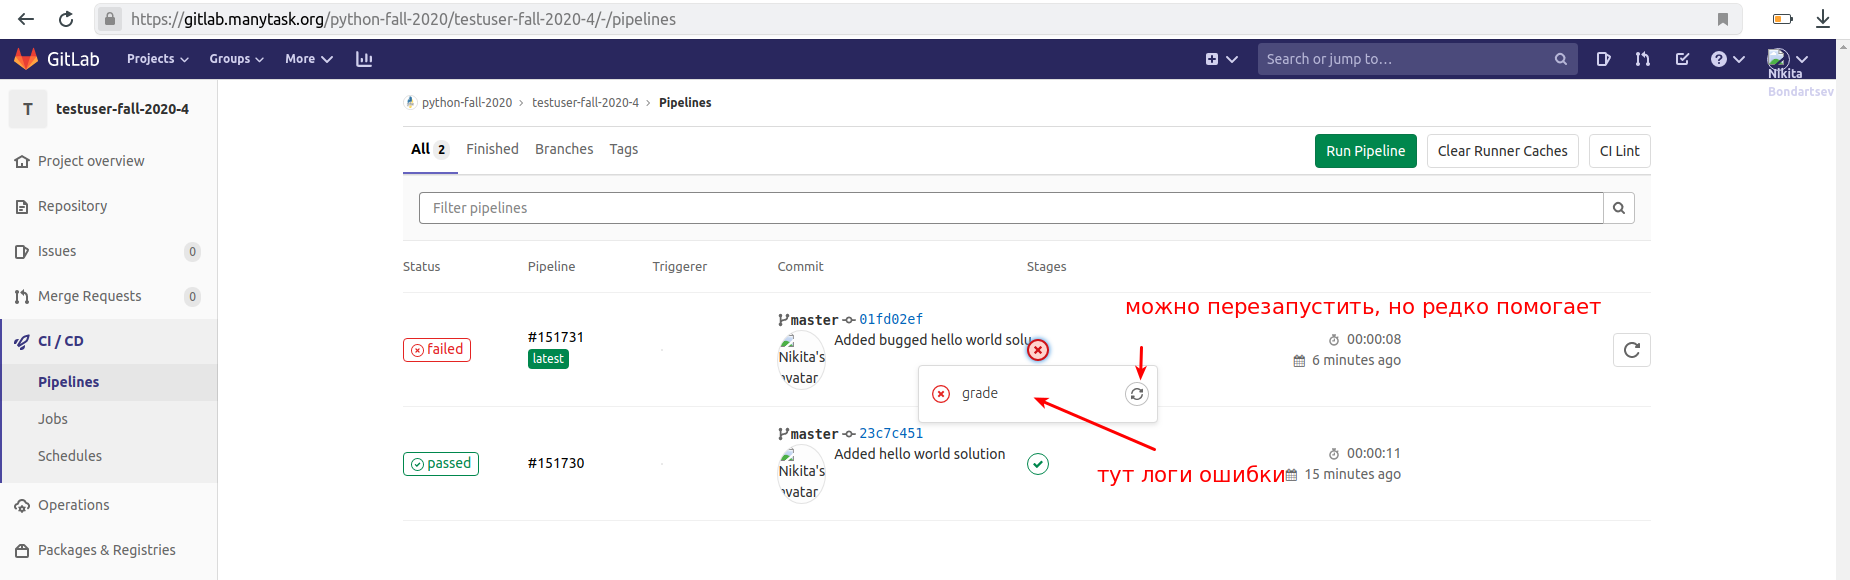 https://gitlab.manytask.org/python-fall-2020/testuser-fall-2020-4/-/pipelines
GitLab Projects Groups More Search or jump to… Nikita Bondartsev
T testuser-fall-2020-4
Project overview
Repository
Issues 0
Merge Requests 0
CI / CD
Pipelines
Jobs
Schedules
Operations
Packages & Registries
python-fall-2020 › testuser-fall-2020-4 › Pipelines
All 2 Finished Branches Tags Run Pipeline Clear Runner Caches CI Lint
Filter pipelines
Status Pipeline Triggerer Commit Stages
можно перезапустить, но редко помогает
failed #151731 latest
master 01fd02ef
Nikita's avatar Added bugged hello world solu
00:00:08
6 minutes ago
grade
тут логи ошибки
passed #151730
master 23c7c451
Nikita's avatar Added hello world solution
00:00:11
15 minutes ago